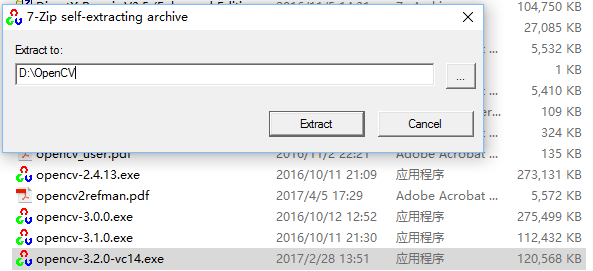 104,750 KB
7-Zip self-extracting archive
27,085 KB
Extract to:
5,532 KB
D:\OpenCV
...
1 KB
5,410 KB
109 KB
Extract
Cancel
324 KB
opencv_user.pdf 2016/11/2 22:21 Adobe Acrobat ... 135 KB
opencv-2.4.13.exe 2016/10/11 21:09 应用程序 273,131 KB
opencv2refman.pdf 2017/4/5 17:29 Adobe Acrobat ... 5,572 KB
opencv-3.0.0.exe 2016/10/12 12:52 应用程序 275,499 KB
opencv-3.1.0.exe 2016/10/11 21:30 应用程序 112,432 KB
opencv-3.2.0-vc14.exe 2017/2/28 13:51 应用程序 120,568 KB